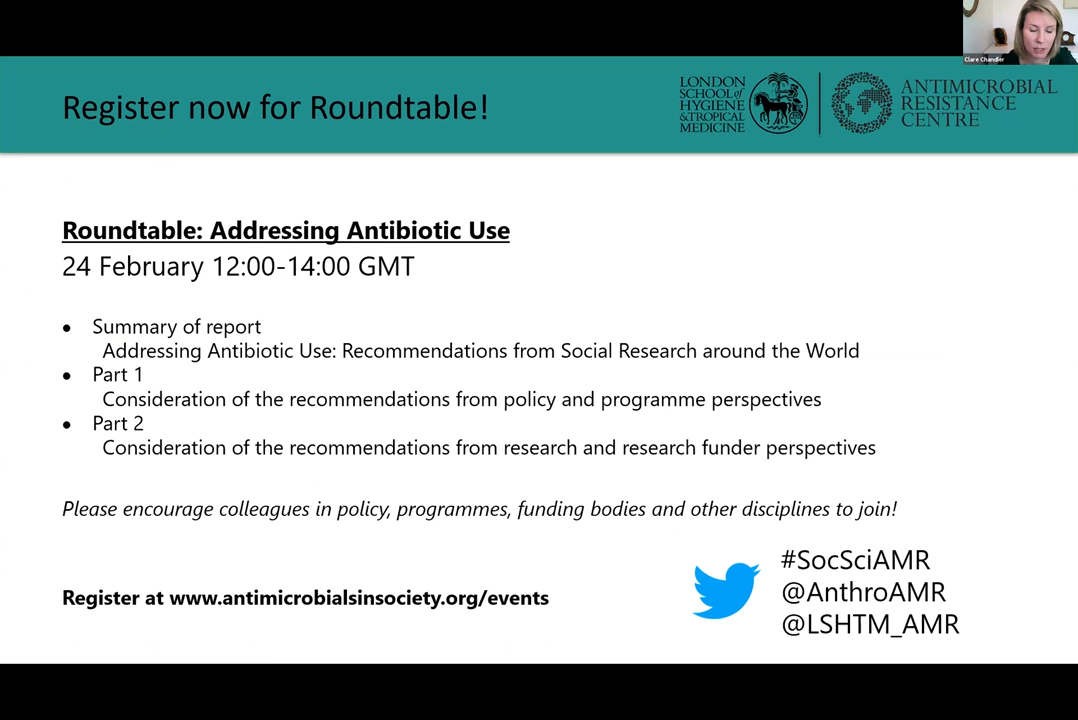 Clare Chandler
Register now for Roundtable!
LONDON
SCHOOL of
HYGIENE
& TROPICAL
MEDICINE
ANTIMICROBIAL
RESISTANCE
CENTRE
Roundtable: Addressing Antibiotic Use
24 February 12:00-14:00 GMT
• Summary of report
Addressing Antibiotic Use: Recommendations from Social Research around the World
• Part 1
Consideration of the recommendations from policy and programme perspectives
• Part 2
Consideration of the recommendations from research and research funder perspectives
Please encourage colleagues in policy, programmes, funding bodies and other disciplines to join!
#SocSciAMR
@AnthroAMR
@LSHTM_AMR
Register at www.antimicrobialsinsociety.org/events